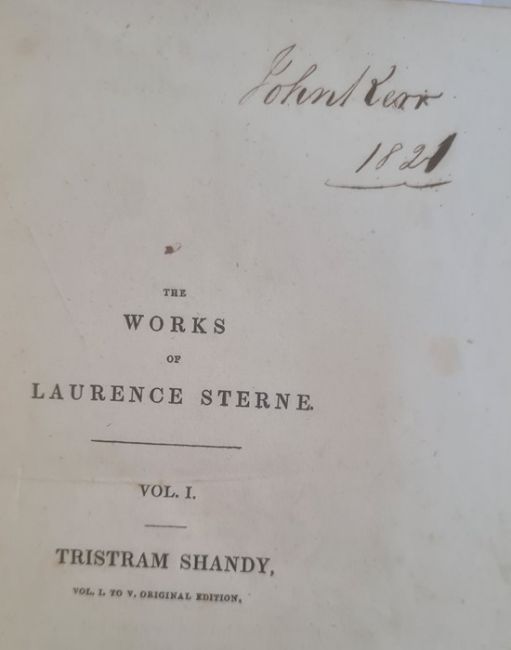 John Kerr
1821
THE
WORKS
OF
LAURENCE STERNE.
VOL. I.
TRISTRAM SHANDY,
VOL. I. TO V. ORIGINAL EDITION,